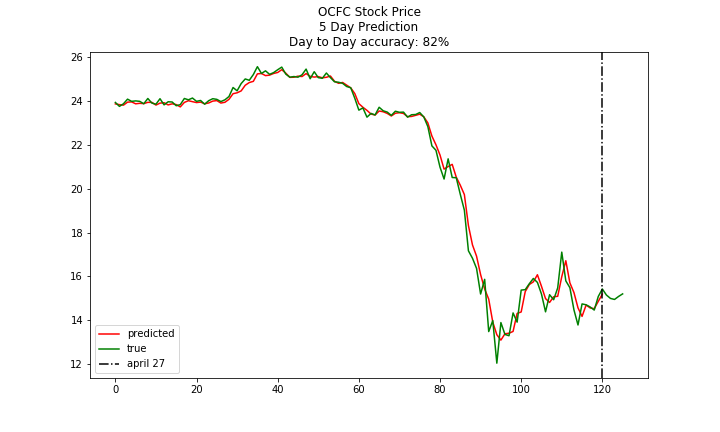 OCFC Stock Price
5 Day Prediction
Day to Day accuracy: 82%
26
24
22
20
18
16
14
12
predicted
true
april 27
0
20
40
60
80
100
120